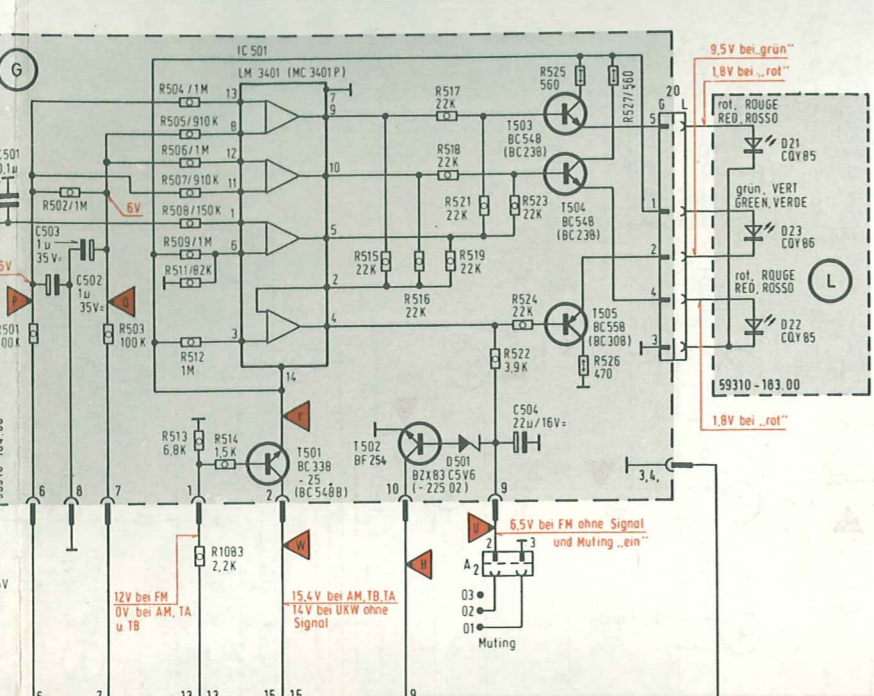 G
IC 501
LM 3401 (MC 3401P)
R504/1M
13
7
9
R505/910K
8
R506/1M
12
10
R507/910K
11
R502/1M
6V
R508/150K
1
5
R509/1M
6
R511/82K
2
4
R512
1M
3
14
C501
0,1µ
C503
1µ
35V=
C502
1µ
35V=
5V
P
Q
R501
R503
100K
R517
22K
R518
22K
R521
22K
R523
22K
R515
22K
R519
22K
R516
22K
R524
22K
R522
3,9K
R525
560
R527/560
T503
BC548
(BC238)
T504
BC548
(BC238)
T505
BC558
(BC308)
R526
470
20
G L
5
1
2
4
3
9,5V bei „grün"
1,8V bei „rot"
rot, ROUGE
RED, ROSSO
D21
CQY85
grün, VERT
GREEN, VERDE
D23
CQY86
rot, ROUGE
RED, ROSSO
D22
CQY85
L
59310-183.00
1,8V bei „rot"
T
R513
6,8K
R514
1,5K
T501
BC338
-25
(BC548B)
T502
BF254
D501
BZX83 C5V6
(-225 02)
C504
22µ/16V=
3,4,
6
8
7
1
2
10
9
R1083
2,2K
W
H
U
6,5V bei FM ohne Signal
und Muting „ein"
2
3
A2
03
02
01
Muting
12V bei FM
0V bei AM, TA
u TB
15,4V bei AM, TB, TA
14V bei UKW ohne
Signal
6
7
13 13
15 15
9